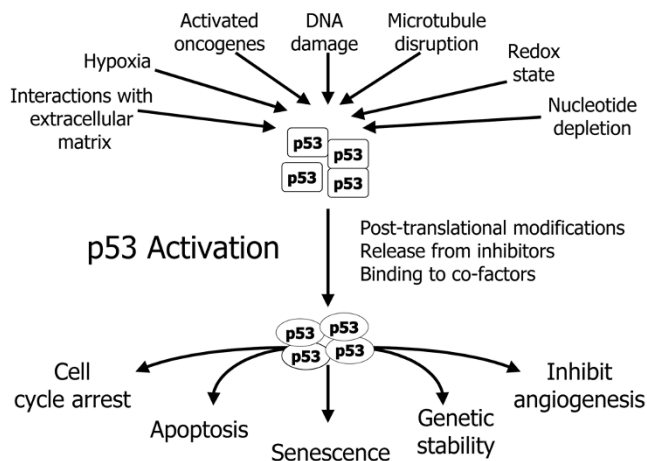 Activated
oncogenes
DNA
damage
Microtubule
disruption
Hypoxia
Redox
state
Interactions with
extracellular
matrix
Nucleotide
depletion
p53
p53
p53
p53
p53 Activation
Post-translational modifications
Release from inhibitors
Binding to co-factors
p53
p53
p53
p53
Cell
cycle arrest
Apoptosis
Senescence
Genetic
stability
Inhibit
angiogenesis